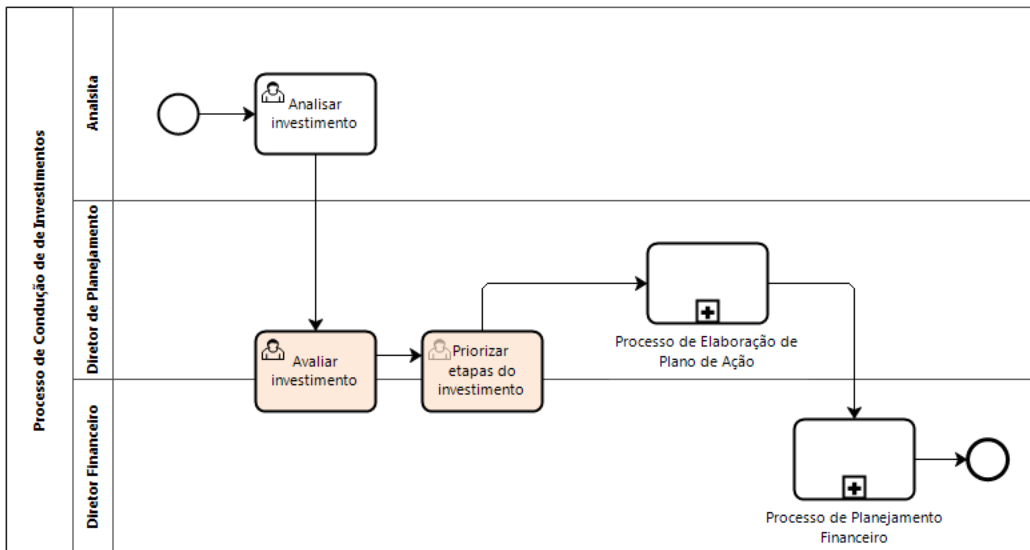 Processo de Condução de de Investimentos
Analsita
Analisar
investimento
Diretor de Planejamento
Avaliar
investimento
Priorizar
etapas do
investimento
Processo de Elaboração de
Plano de Ação
Diretor Financeiro
Processo de Planejamento
Financeiro